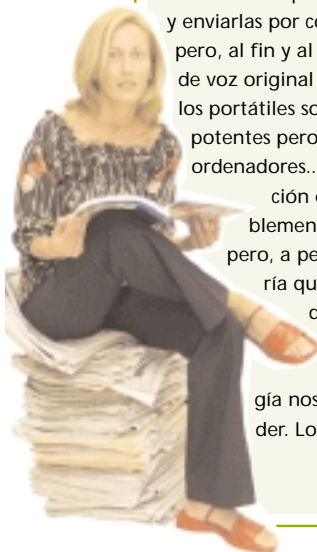 y enviarlas por co
pero, al fin y al
de voz original
los portátiles so
potentes pero
ordenadores..
ción
blemen
pero, a pe
ría qu
gía nos
der. Lo